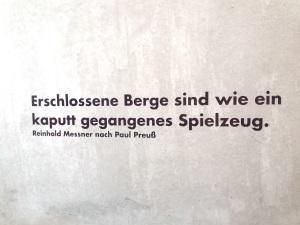 Erschlossene Berge sind wie ein
kaputt gegangenes Spielzeug.
Reinhold Messner nach Paul Preuß